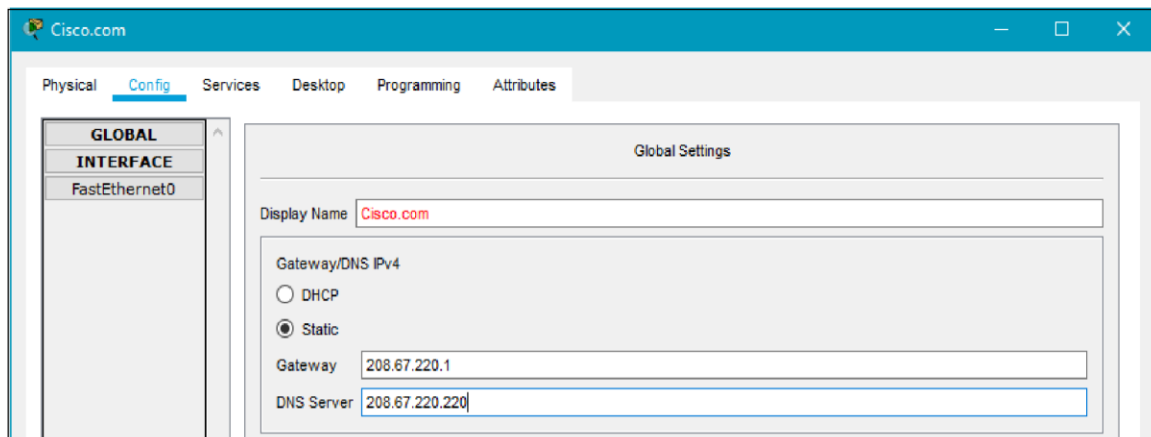 Cisco.com
Physical Config Services Desktop Programming Attributes
GLOBAL
INTERFACE
FastEthernet0
Global Settings
Display Name Cisco.com
Gateway/DNS IPv4
DHCP
Static
Gateway 208.67.220.1
DNS Server 208.67.220.220